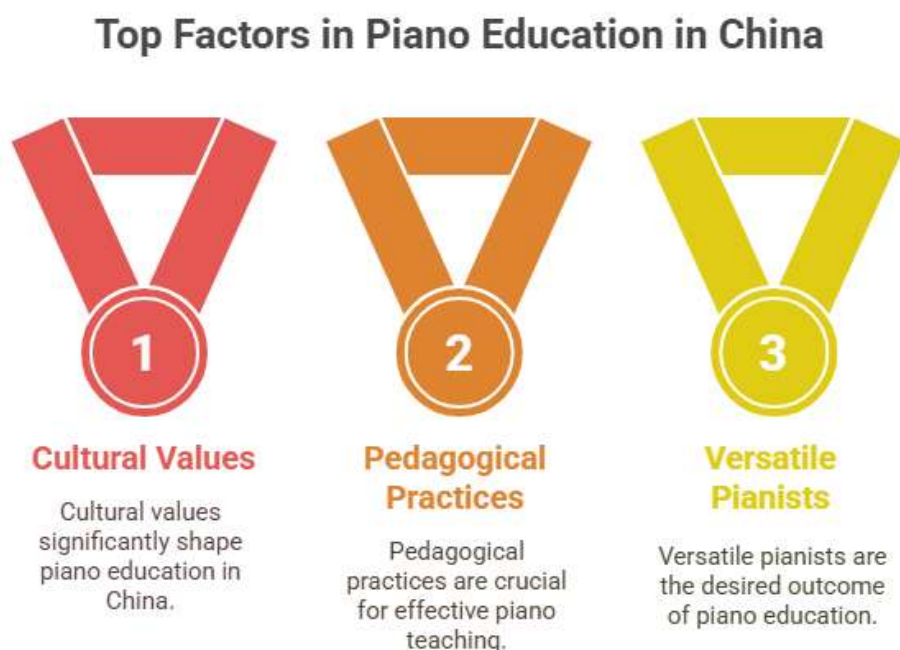 Top Factors in Piano Education in China
1
2
3
Cultural Values
Cultural values
significantly shape
piano education in
China.
Pedagogical
Practices
Pedagogical
practices are crucial
for effective piano
teaching.
Versatile
Pianists
Versatile pianists are
the desired outcome
of piano education.